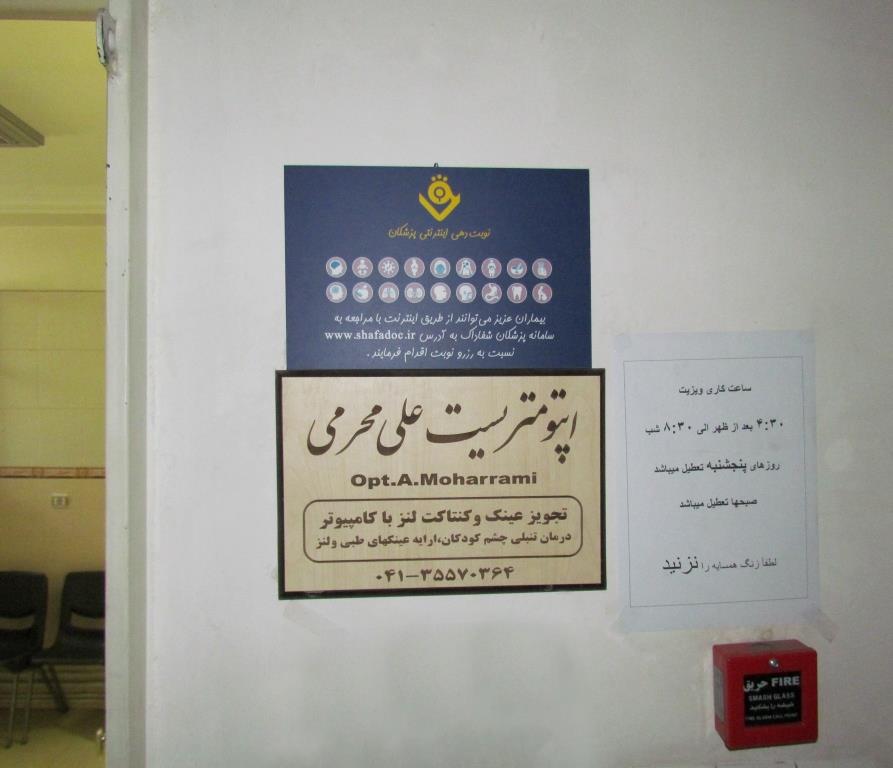 نوبت دهی اینترنتی پزشکان
بیماران عزیز می‌توانند از طریق اینترنت با مراجعه به
سامانه پزشکان شفاداک به آدرس www.shafadoc.ir
نسبت به رزرو نوبت اقدام فرمایند .
اپتومتریست علی محرمی
Opt.A.Moharrami
تجویز عینک وکنتاکت لنز با کامپیوتر
درمان تنبلی چشم کودکان،ارایه عینکهای طبی ولنز
۰۴۱-۳۵۵۷۰۳۶۴
ساعت کاری ویزیت
۴:۳۰ بعد از ظهر الی ۸:۳۰ شب
روزهای پنجشنبه تعطیل میباشد
صبحها تعطیل میباشد
لطفا زنگ همسایه را نزنید
حریق FIRE
SMASH GLASS
شیشه را بشکنید
FIRE ALARM CALL POINT